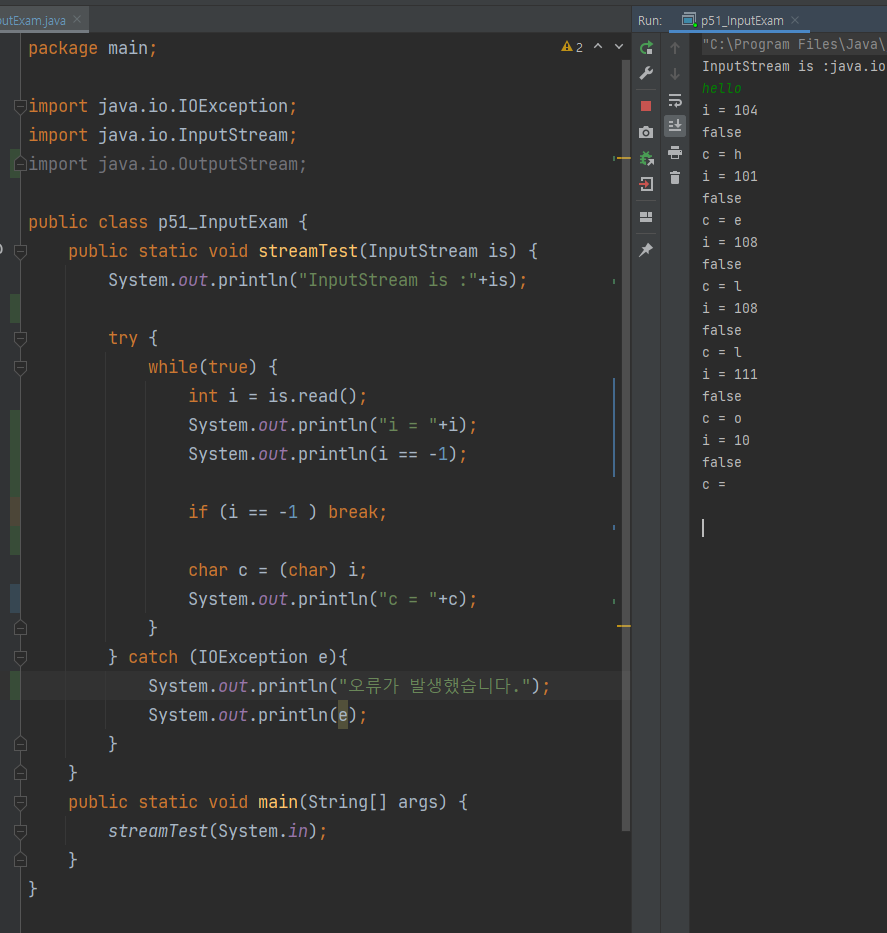 putExam.java
package main;
import java.io.IOException;
import java.io.InputStream;
import java.io.OutputStream;
public class p51_InputExam {
public static void streamTest(InputStream is) {
System.out.println("InputStream is :"+is);
try {
while(true) {
int i = is.read();
System.out.println("i = "+i);
System.out.println(i == -1);
if (i == -1 ) break;
char c = (char) i;
System.out.println("c = "+c);
}
} catch (IOException e){
System.out.println("오류가 발생했습니다.");
System.out.println(e);
}
}
public static void main(String[] args) {
streamTest(System.in);
}
}
2
Run: p51_InputExam
"C:\Program Files\Java\
InputStream is :java.io
hello
i = 104
false
c = h
i = 101
false
c = e
i = 108
false
c = l
i = 108
false
c = l
i = 111
false
c = o
i = 10
false
c =